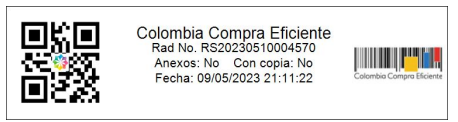 Colombia Compra Eficiente
Rad No. RS20230510004570
Anexos: No Con copia: No
Fecha: 09/05/2023 21:11:22
Colombia Compra Eficiente